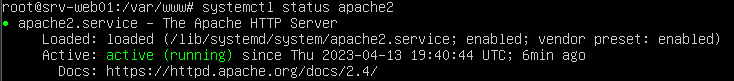 root@srv-web01:/var/www# systemctl status apache2
● apache2.service - The Apache HTTP Server
Loaded: loaded (/lib/systemd/system/apache2.service; enabled; vendor preset: enabled)
Active: active (running) since Thu 2023-04-13 19:40:44 UTC; 6min ago
Docs: https://httpd.apache.org/docs/2.4/